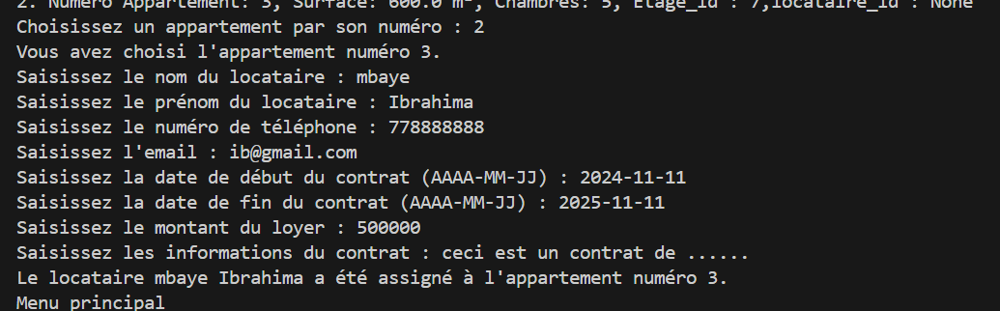 2. Numéro Appartement: 3, Surface: 600.0 m², Chambres: 5, Etage_id : 7,locataire_id : None
Choisissez un appartement par son numéro : 2
Vous avez choisi l'appartement numéro 3.
Saisissez le nom du locataire : mbaye
Saisissez le prénom du locataire : Ibrahima
Saisissez le numéro de téléphone : 778888888
Saisissez l'email : ib@gmail.com
Saisissez la date de début du contrat (AAAA-MM-JJ) : 2024-11-11
Saisissez la date de fin du contrat (AAAA-MM-JJ) : 2025-11-11
Saisissez le montant du loyer : 500000
Saisissez les informations du contrat : ceci est un contrat de ......
Le locataire mbaye Ibrahima a été assigné à l'appartement numéro 3.
Menu principal